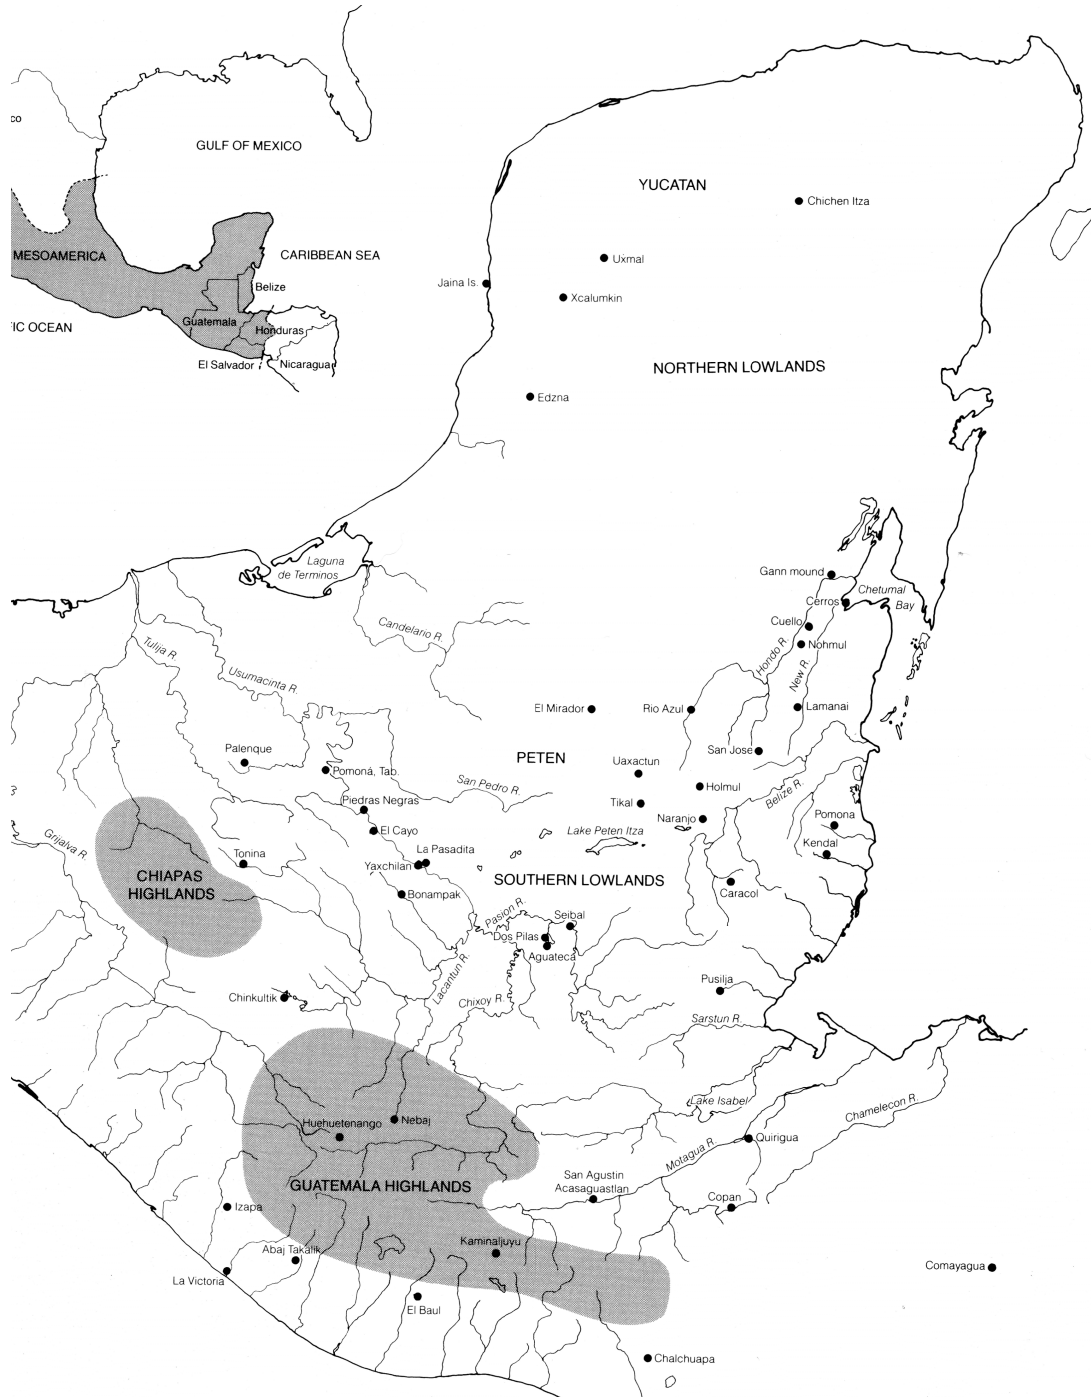 co
GULF OF MEXICO
MESOAMERICA
CARIBBEAN SEA
Belize
Guatemala
Honduras
IC OCEAN
El Salvador
Nicaragua
YUCATAN
Chichen Itza
Uxmal
Jaina Is.
Xcalumkin
NORTHERN LOWLANDS
Edzna
Laguna
de Terminos
Gann mound
Chetumal
Bay
Cerros
Candelario R.
Cuello
Nohmul
Tulija R.
Hondo R.
New R.
Usumacinta R.
El Mirador
Rio Azul
Lamanai
Palenque
San Jose
PETEN
Uaxactun
Pomoná, Tab.
San Pedro R.
Holmul
Belize R.
Piedras Negras
Tikal
Naranjo
Pomona
El Cayo
Lake Peten Itza
Grijalva R.
Kendal
Tonina
La Pasadita
Yaxchilan
CHIAPAS
HIGHLANDS
SOUTHERN LOWLANDS
Bonampak
Caracol
Pasion R.
Seibal
Dos Pilas
Aguateca
Lacantun R.
Pusilja
Chinkultik
Chixoy R.
Sarstun R.
Lake Isabel
Chamelecon R.
Huehuetenango
Nebaj
Motagua R.
Quirigua
GUATEMALA HIGHLANDS
San Agustin
Acasaguastlan
Copan
Izapa
Kaminaljuyu
Abaj Takalik
La Victoria
Comayagua
El Baul
Chalchuapa